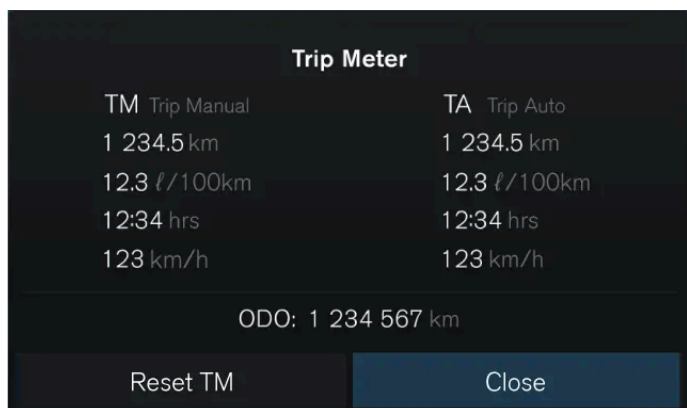 Trip Meter
TM Trip Manual
1 234.5 km
12.3 ℓ/100km
12:34 hrs
123 km/h
TA Trip Auto
1 234.5 km
12.3 ℓ/100km
12:34 hrs
123 km/h
ODO: 1 234 567 km
Reset TM
Close